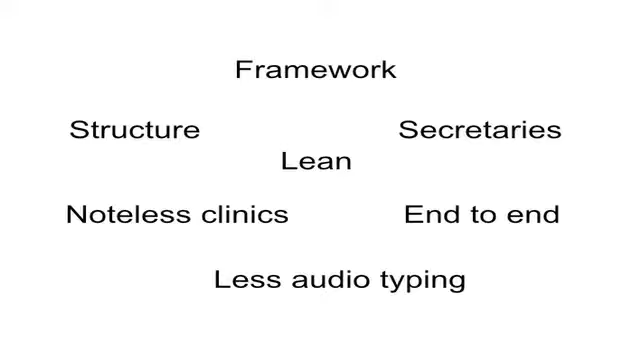 Framework
Structure
Secretaries
Lean
Noteless clinics
End to end
Less audio typing